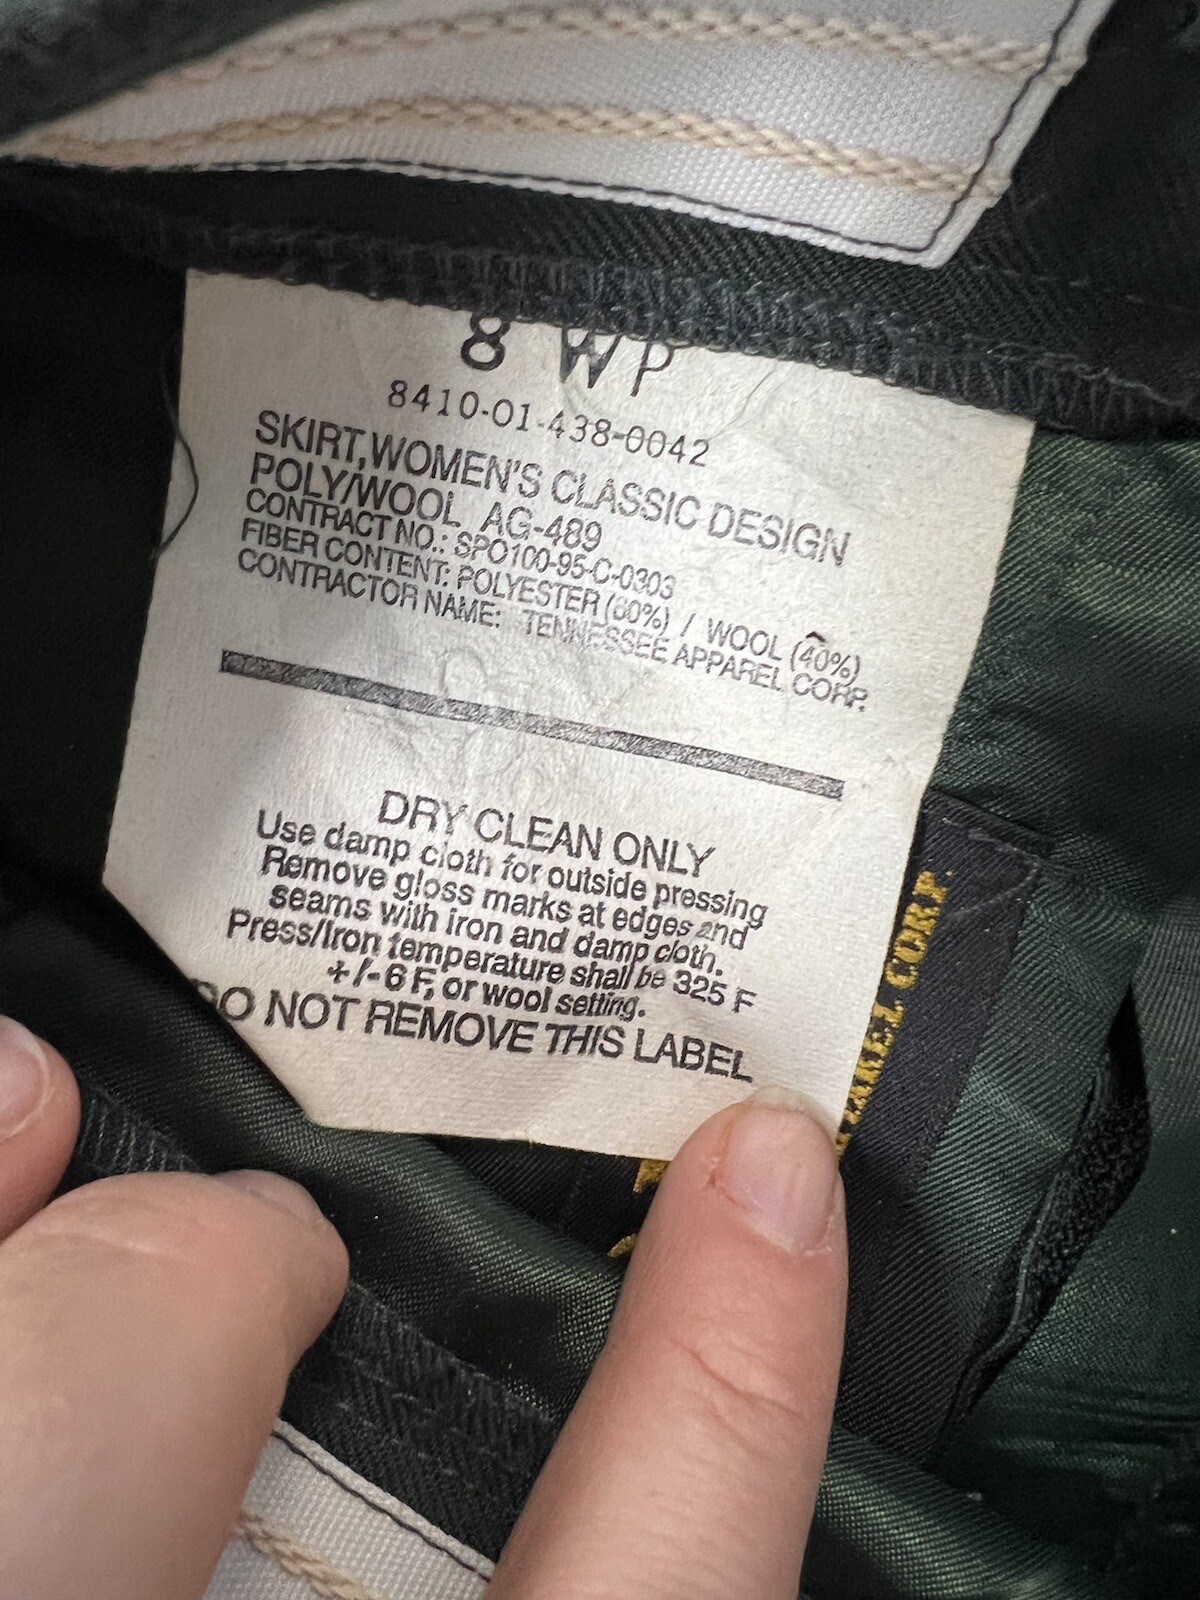 8 WP
8410-01-438-0042
SKIRT, WOMEN'S CLASSIC DESIGN
POLY/WOOL AG-489
CONTRACT NO.: SPO100-95-C-0303
FIBER CONTENT: POLYESTER (60%) / WOOL (40%)
CONTRACTOR NAME: TENNESSEE APPAREL CORP.
DRY CLEAN ONLY
Use damp cloth for outside pressing
Remove gloss marks at edges and
seams with iron and damp cloth.
Press/Iron temperature shall be 325 F
+/-6 F, or wool setting.
DO NOT REMOVE THIS LABEL
CORP.